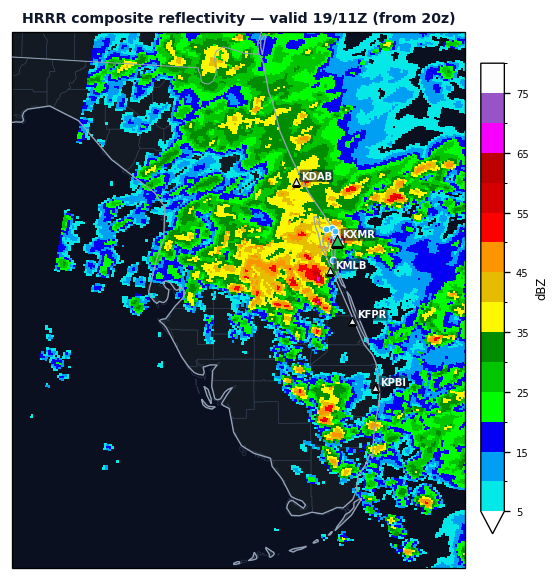 HRRR composite reflectivity — valid 19/11Z (from 20z)
KDAB
KXMR
KMLB
KFPR
KPBI
75
65
55
45
35
25
15
5
dBZ